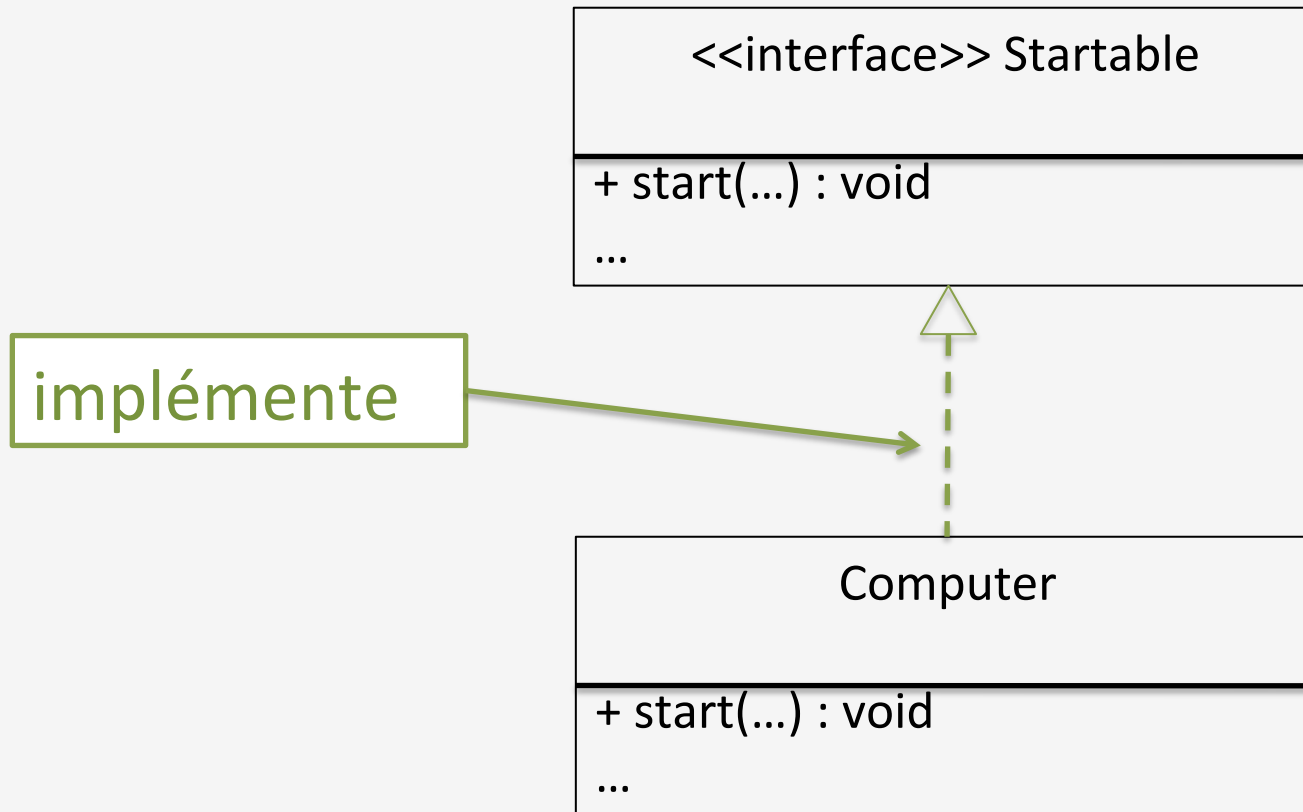 <<interface>> Startable
+ start(…) : void
…
implémente
Computer
+ start(…) : void
…